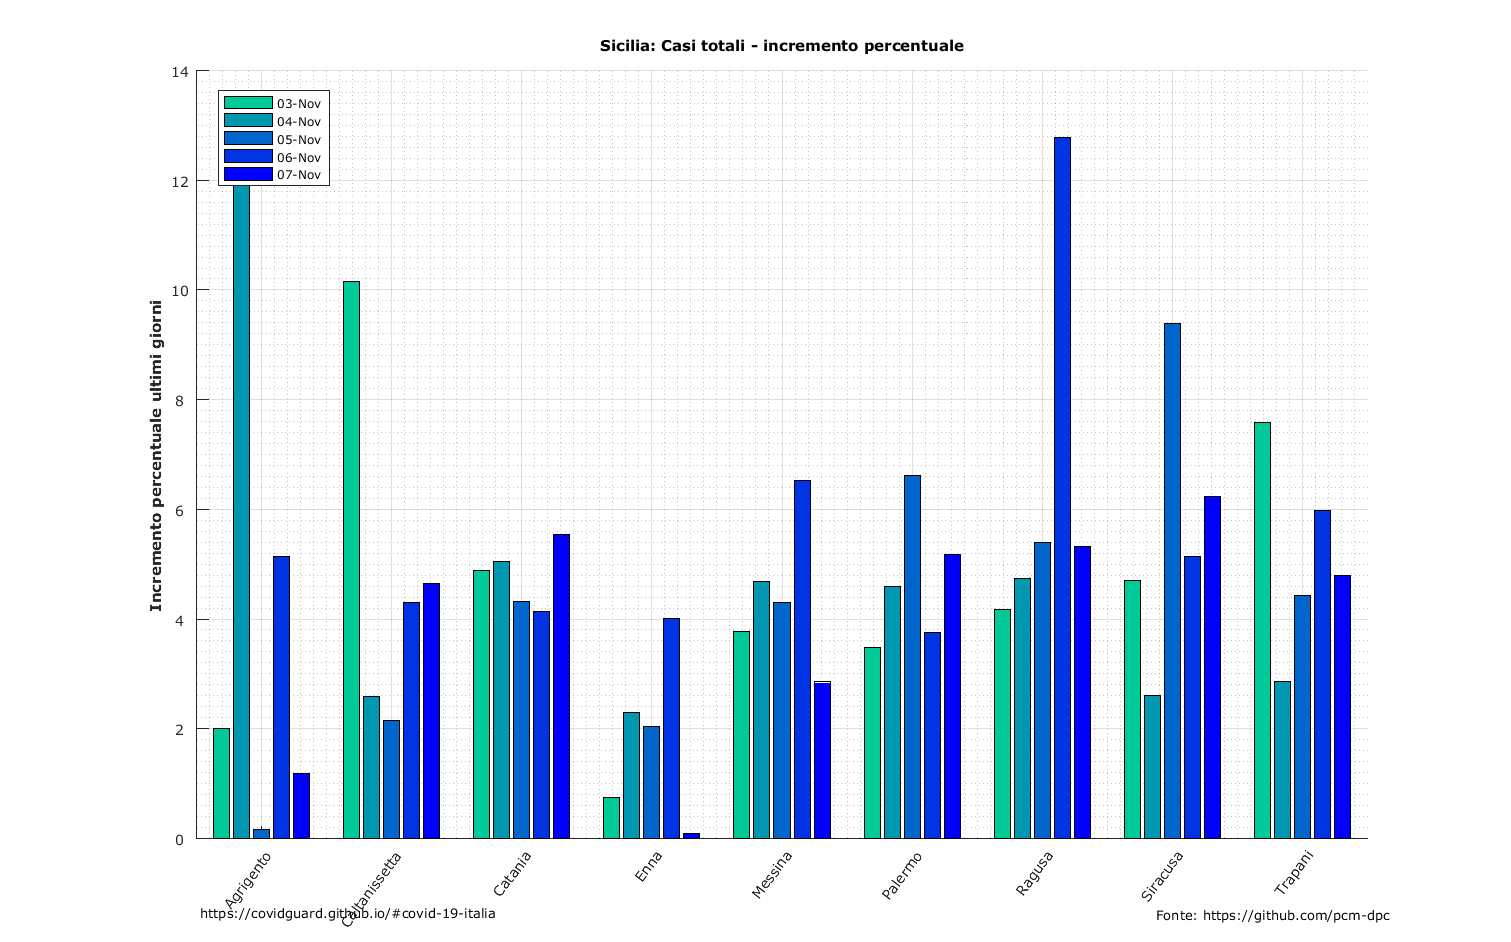 Sicilia: Casi totali - incremento percentuale
14
12
10
8
6
4
2
0
Incremento percentuale ultimi giorni
03-Nov
04-Nov
05-Nov
06-Nov
07-Nov
Agrigento
Caltanissetta
Catania
Enna
Messina
Palermo
Ragusa
Siracusa
Trapani
https://covidguard.github.io/#covid-19-italia
Fonte: https://github.com/pcm-dpc